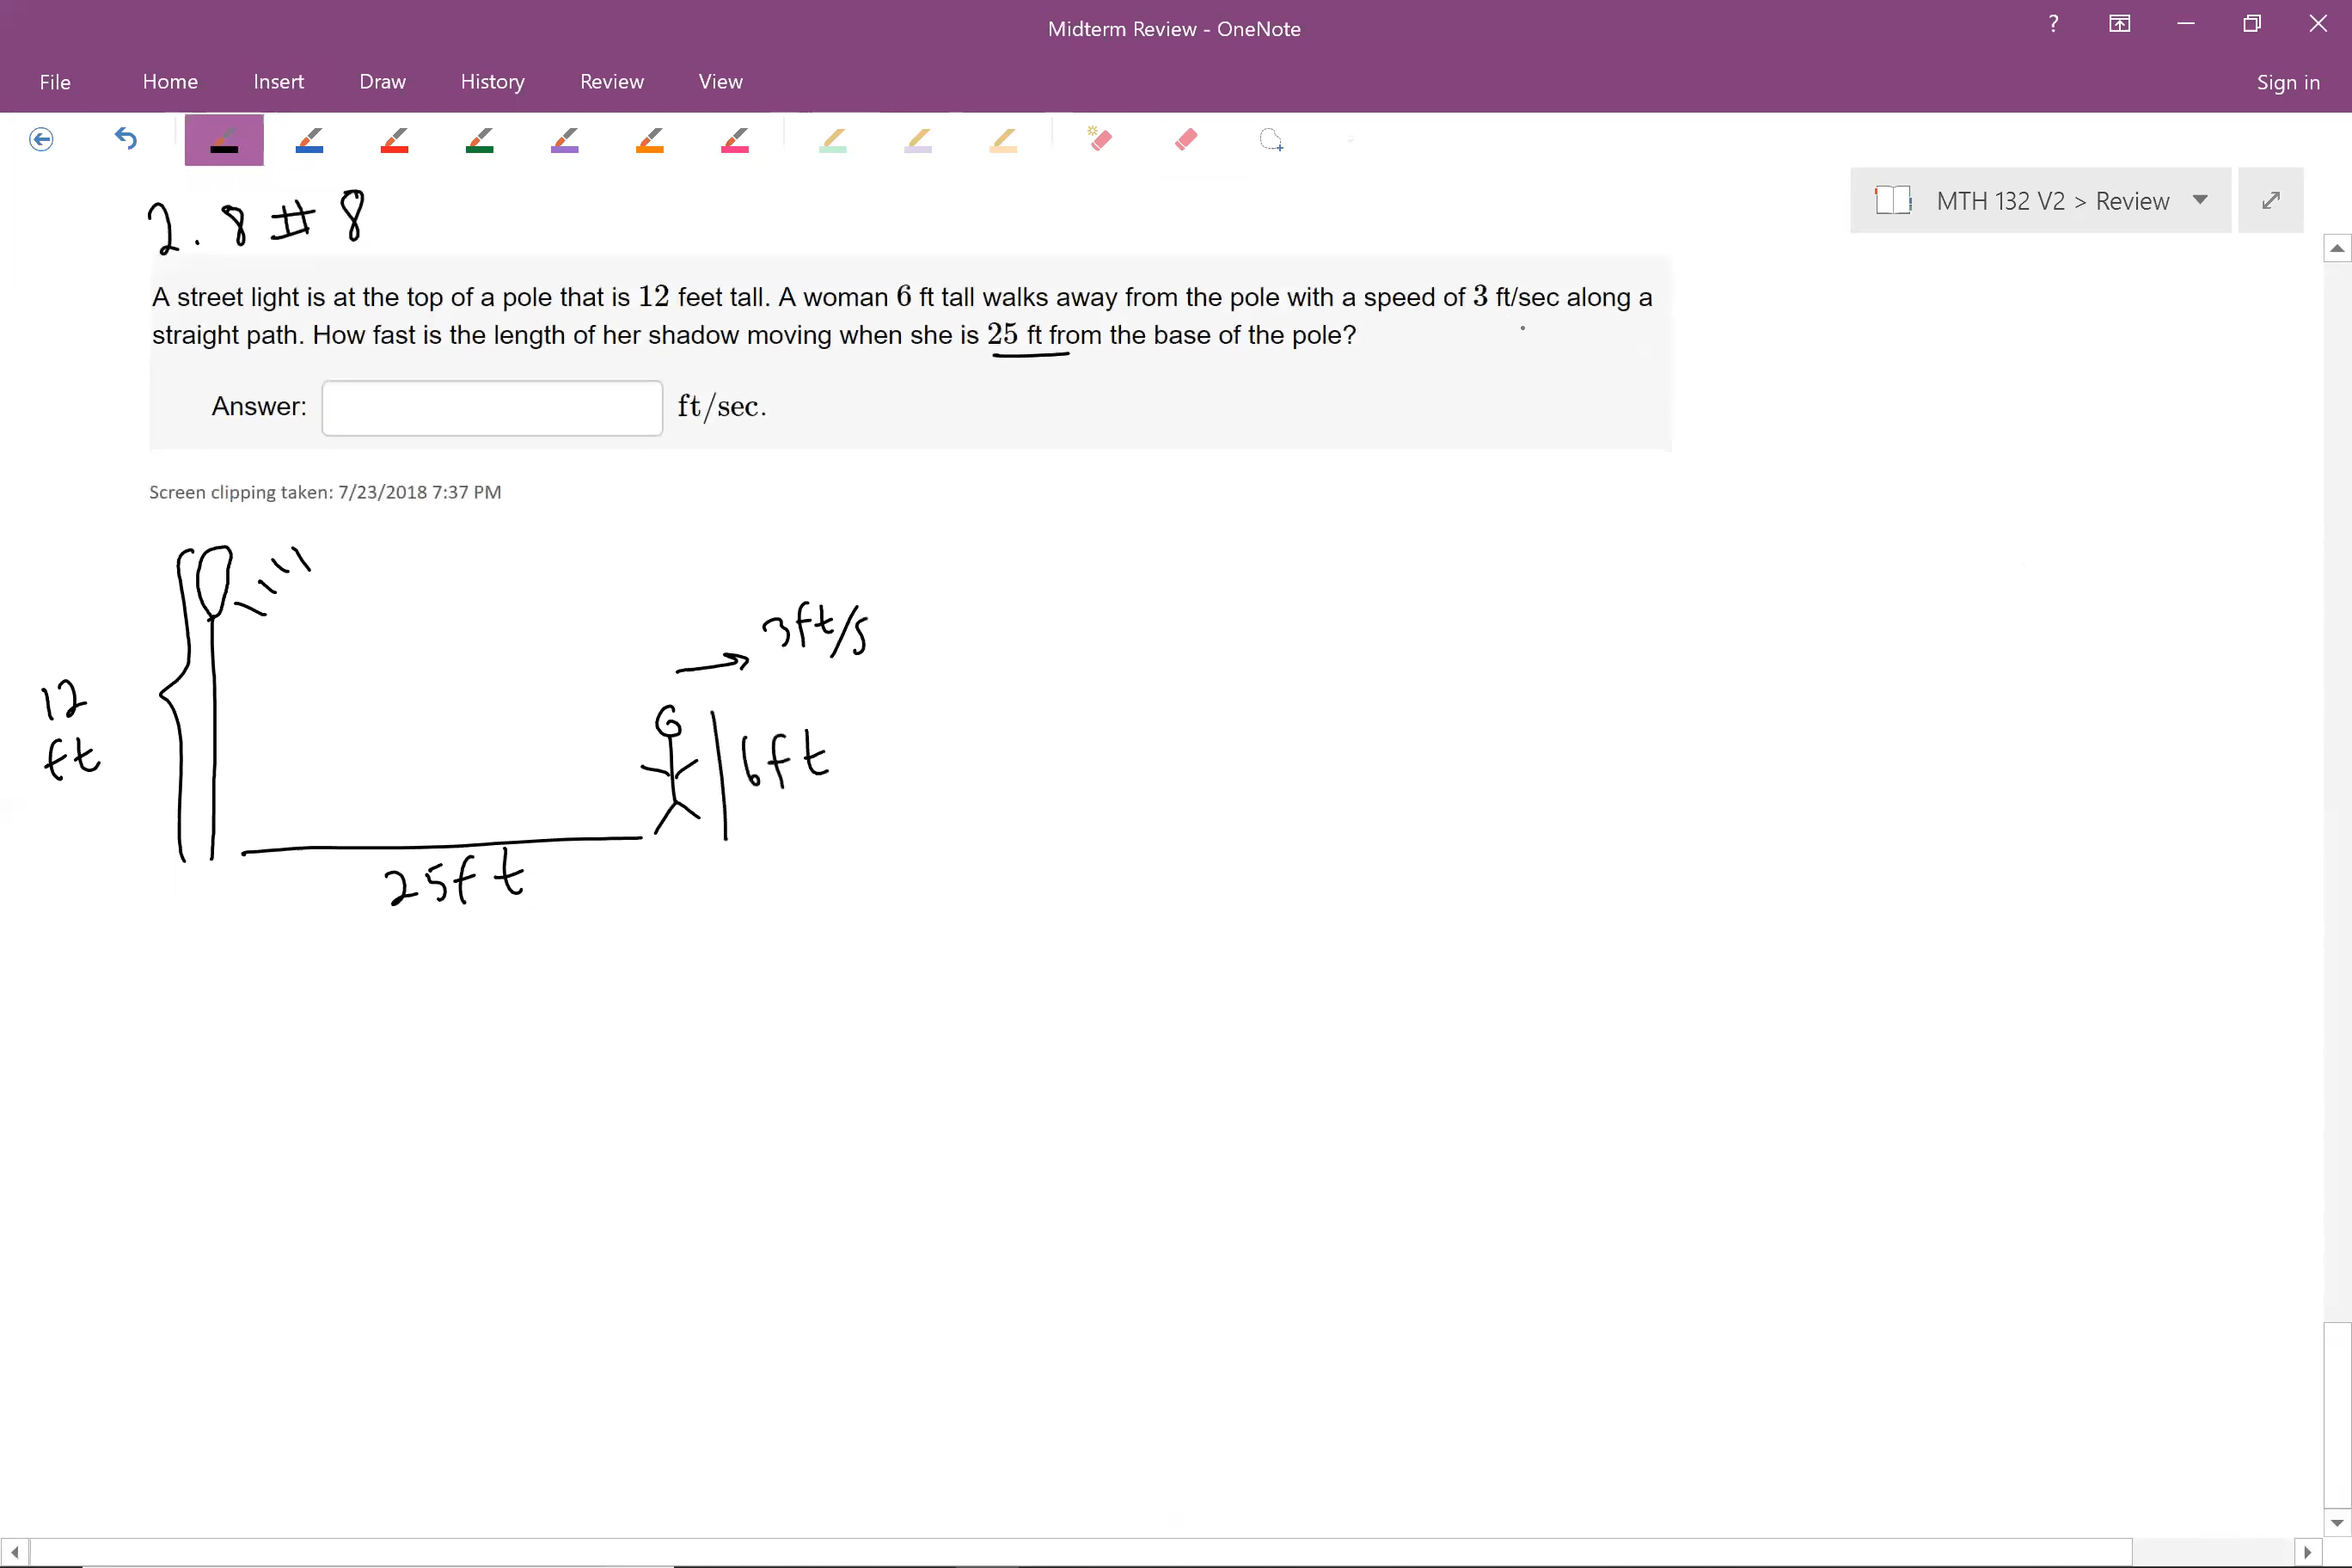 Midterm Review - OneNote
?
File Home Insert Draw History Review View Sign in
MTH 132 V2 > Review
2.8 # 8
A street light is at the top of a pole that is 12 feet tall. A woman 6 ft tall walks away from the pole with a speed of 3 ft/sec along a
straight path. How fast is the length of her shadow moving when she is 25 ft from the base of the pole?
Answer: ft/sec.
Screen clipping taken: 7/23/2018 7:37 PM
3ft/s
12
ft
6ft
25ft